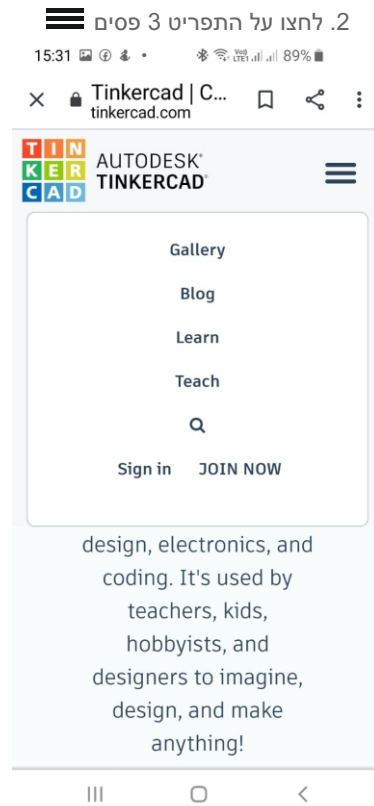 2. לחצו על התפריט 3 פסים
15:31 89%
Tinkercad | C...
tinkercad.com
TIN
KER
CAD
AUTODESK®
TINKERCAD®
Gallery
Blog
Learn
Teach
Sign in JOIN NOW
design, electronics, and
coding. It's used by
teachers, kids,
hobbyists, and
designers to imagine,
design, and make
anything!